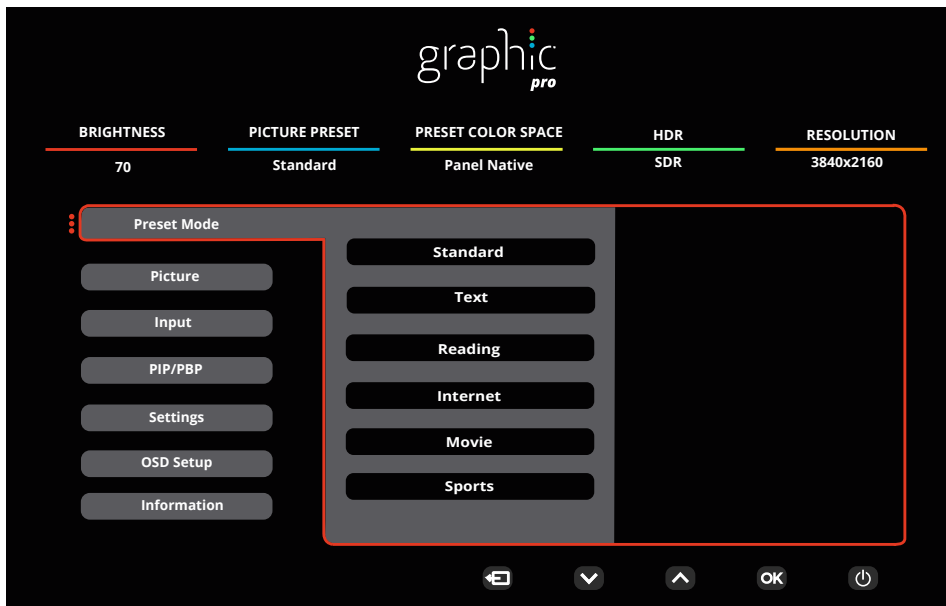 graphic
pro
BRIGHTNESS PICTURE PRESET PRESET COLOR SPACE HDR RESOLUTION
70 Standard Panel Native SDR 3840x2160
Preset Mode
Picture
Input
PIP/PBP
Settings
OSD Setup
Information
Standard
Text
Reading
Internet
Movie
Sports
OK